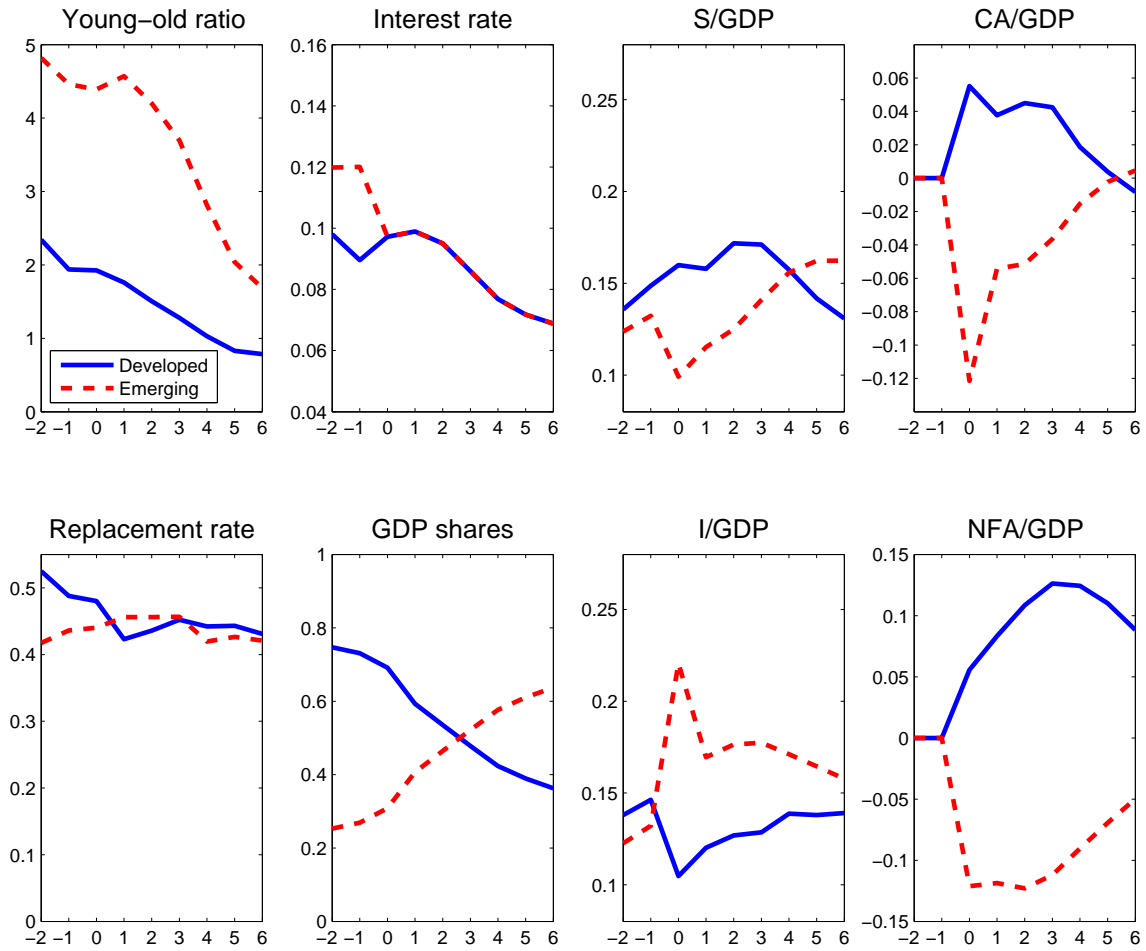 Young−old ratio
5
4
3
2
1
0
Developed
Emerging
−2 −1 0 1 2 3 4 5 6
Interest rate
0.16
0.14
0.12
0.1
0.08
0.06
0.04
−2 −1 0 1 2 3 4 5 6
S/GDP
0.25
0.2
0.15
0.1
−2 −1 0 1 2 3 4 5 6
CA/GDP
0.06
0.04
0.02
0
−0.02
−0.04
−0.06
−0.08
−0.1
−0.12
−2 −1 0 1 2 3 4 5 6
Replacement rate
0.5
0.4
0.3
0.2
0.1
0
−2 −1 0 1 2 3 4 5 6
GDP shares
1
0.8
0.6
0.4
0.2
0
−2 −1 0 1 2 3 4 5 6
I/GDP
0.25
0.2
0.15
0.1
−2 −1 0 1 2 3 4 5 6
NFA/GDP
0.15
0.1
0.05
0
−0.05
−0.1
−0.15
−2 −1 0 1 2 3 4 5 6